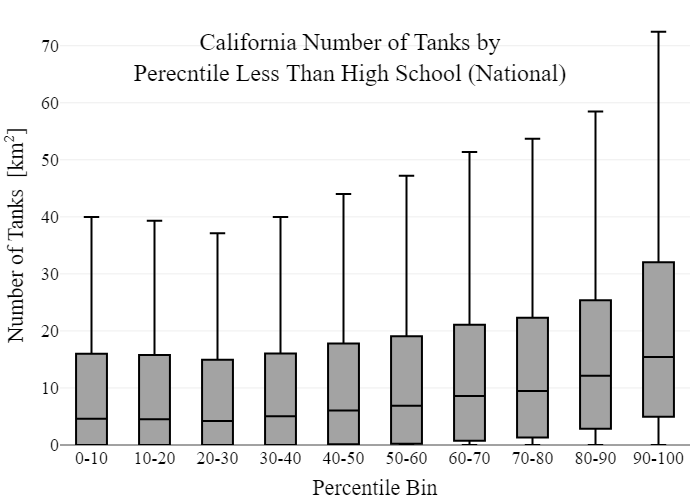 California Number of Tanks by
Perecntile Less Than High School (National)
Number of Tanks [km²]
70
60
50
40
30
20
10
0
0-10 10-20 20-30 30-40 40-50 50-60 60-70 70-80 80-90 90-100
Percentile Bin